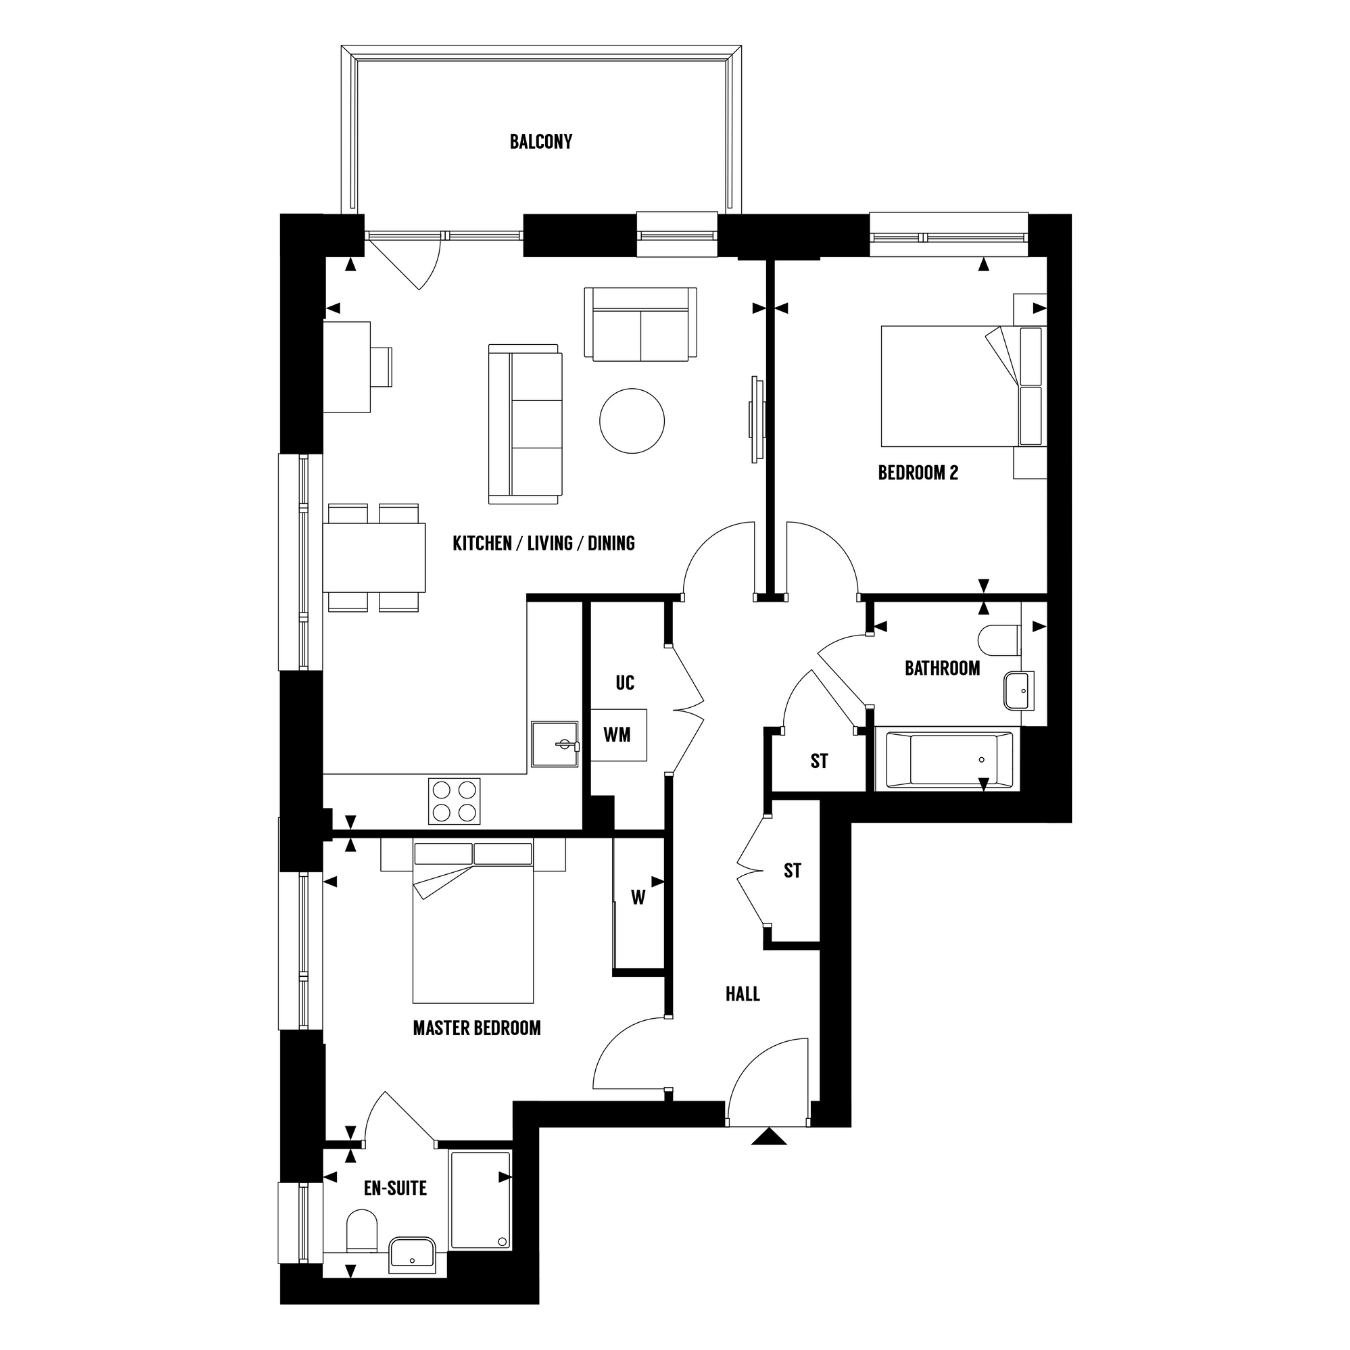 BALCONY
BEDROOM 2
KITCHEN / LIVING / DINING
BATHROOM
UC
WM
ST
ST
W
HALL
MASTER BEDROOM
EN-SUITE